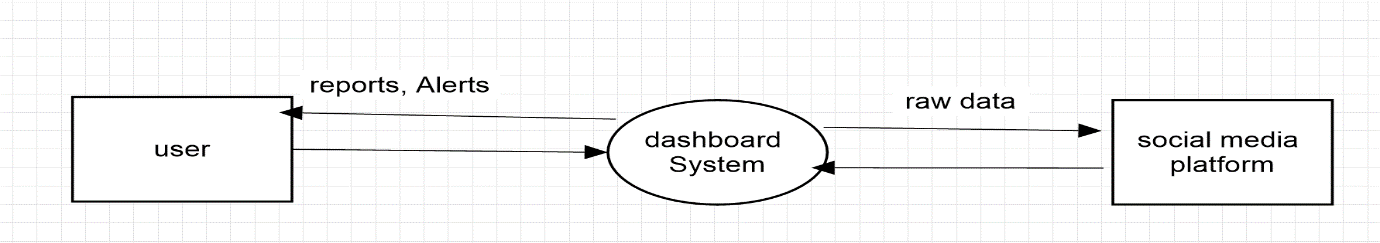 reports, Alerts
raw data
user
dashboard
System
social media
platform